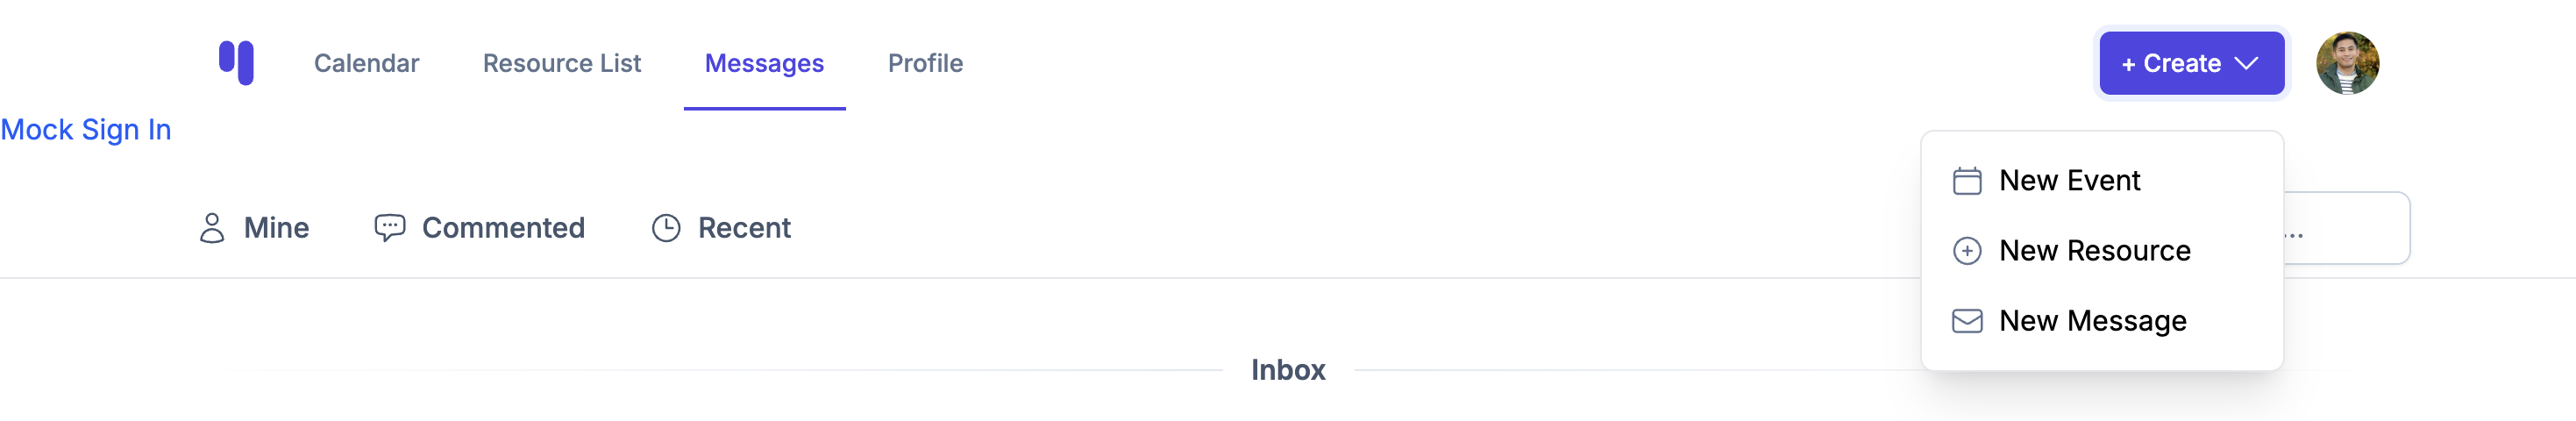 Calendar
Resource List
Messages
Profile
+ Create
Mock Sign In
Mine
Commented
Recent
...
New Event
New Resource
New Message
Inbox